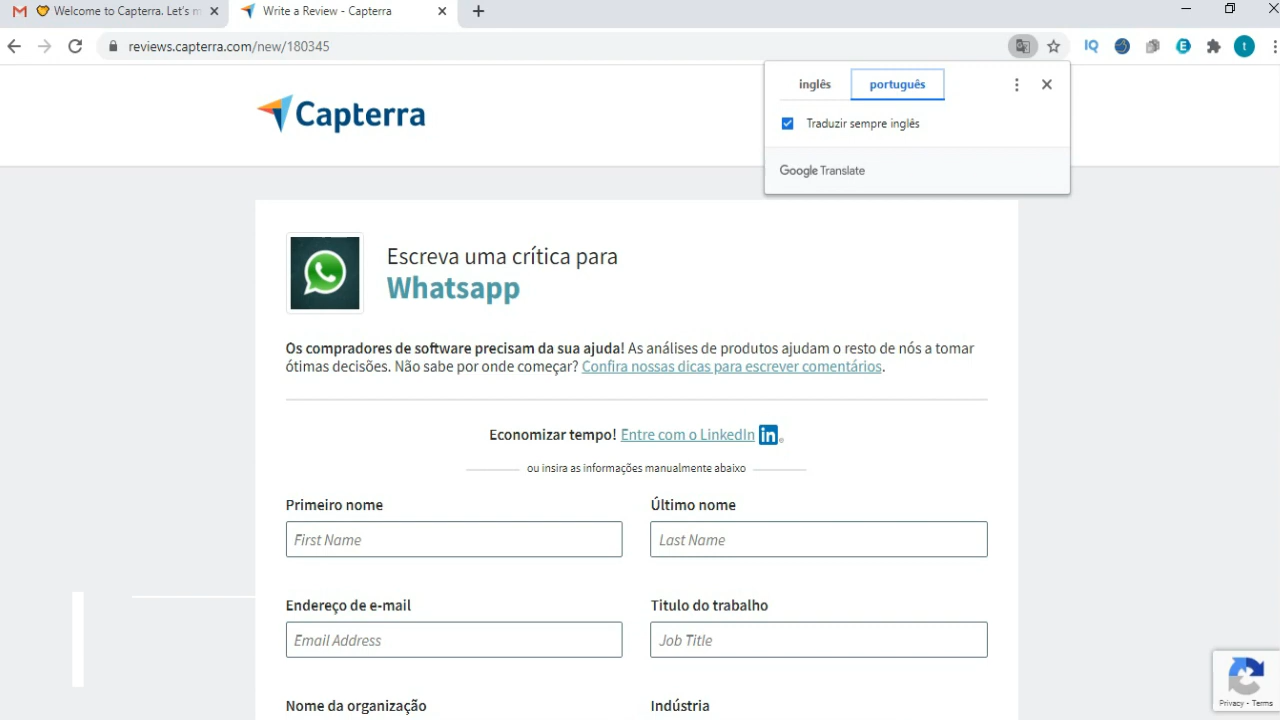 Welcome to Capterra. Let's m
Write a Review - Capterra
reviews.capterra.com/new/180345
IQ
E
t
inglês
português
Traduzir sempre inglês
Google Translate
Capterra
Escreva uma crítica para
Whatsapp
Os compradores de software precisam da sua ajuda! As análises de produtos ajudam o resto de nós a tomar
ótimas decisões. Não sabe por onde começar? Confira nossas dicas para escrever comentários.
Economizar tempo! Entre com o LinkedIn in
ou insira as informações manualmente abaixo
Primeiro nome
Último nome
First Name
Last Name
Endereço de e-mail
Titulo do trabalho
Email Address
Job Title
Nome da organização
Indústria
Privacy - Terms